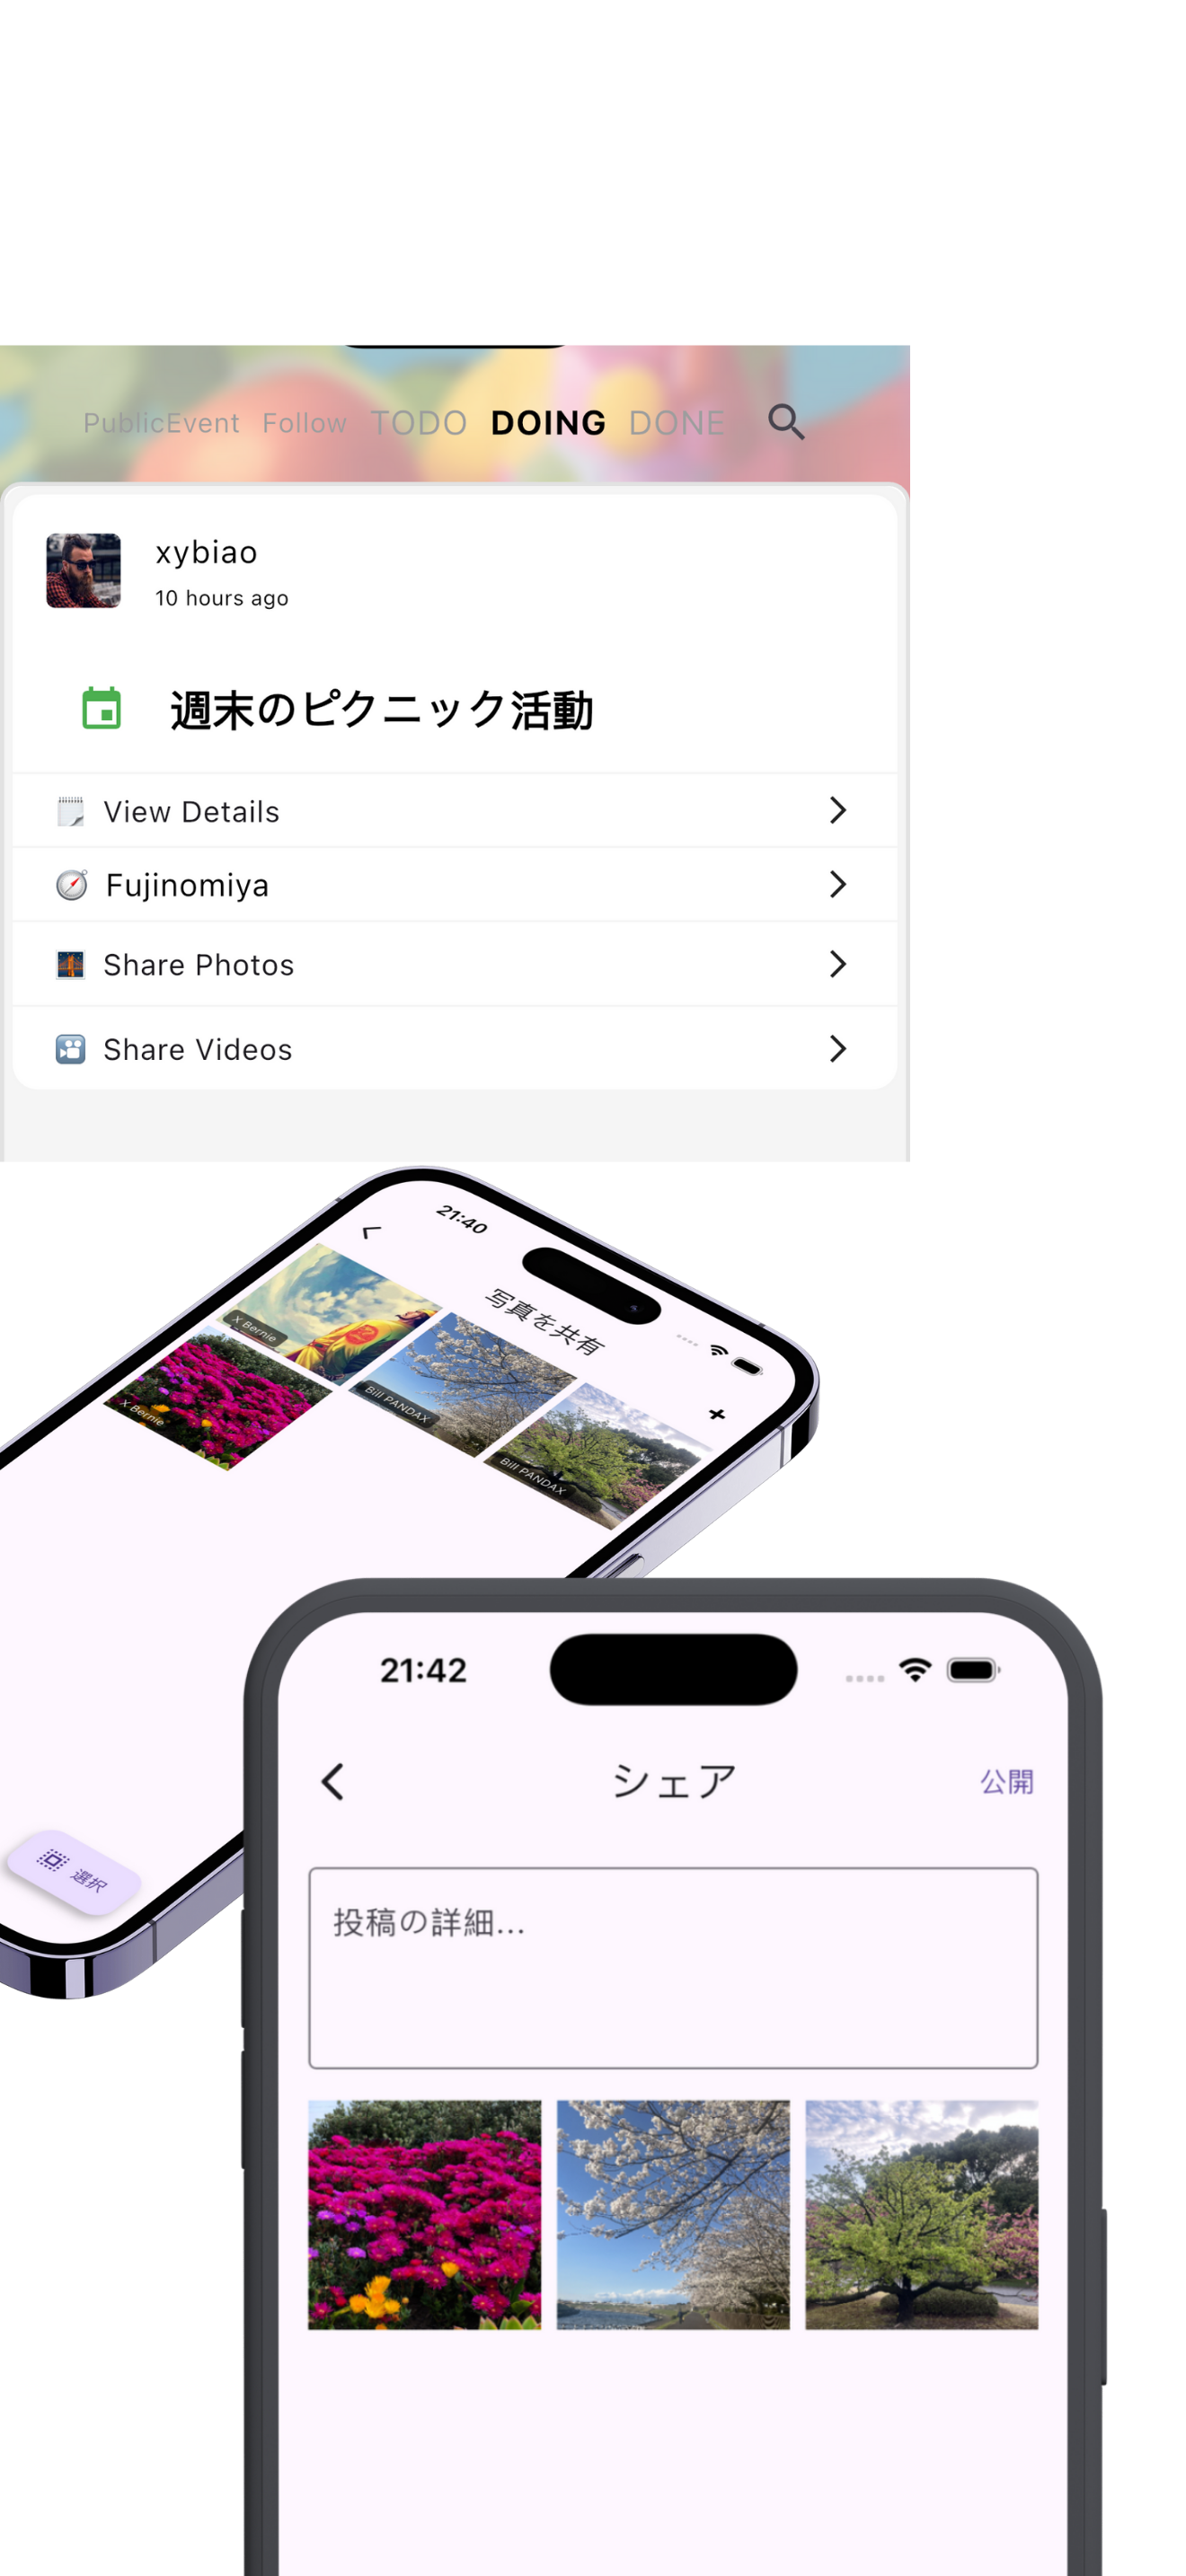 PublicEvent Follow TODO DOING DONE
xybiao
10 hours ago
週末のピクニック活動
View Details
Fujinomiya
Share Photos
Share Videos
21:40
写真を共有
X Bernie
Bill PANDAX
Bill PANDAX
X Bernie
選択
21:42
シェア
公開
投稿の詳細...